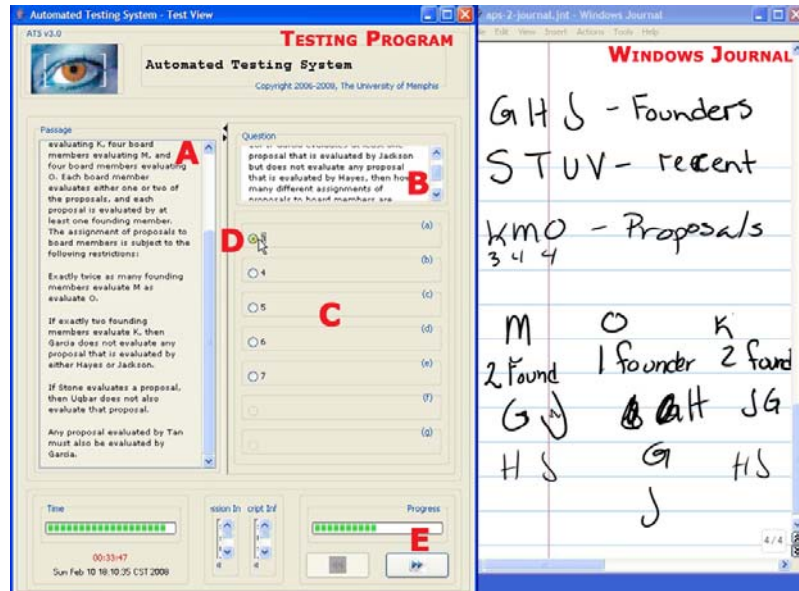 Automated Testing System - Test View
ATS v3.0
TESTING PROGRAM
Automated Testing System
Copyright 2006-2008, The University of Memphis
Passage
A
evaluating K, four board
members evaluating M, and
four board members evaluating
O. Each board member
evaluates either one or two of
the proposals, and each
proposal is evaluated by at
least one founding member.
The assignment of proposals to
board members is subject to the
following restrictions:
Exactly twice as many founding
members evaluate M as
evaluate O.
If exactly two founding
members evaluate K, then
Garcia does not evaluate any
proposal that is evaluated by
either Hayes or Jackson.
If Stone evaluates a proposal,
then Uqbar does not also
evaluate that proposal.
Any proposal evaluated by Tan
must also be evaluated by
Garcia.
Question
proposal that is evaluated by Jackson
but does not evaluate any proposal
that is evaluated by Hayes, then how
many different assignments of
proposals to board members are
B
D
(a)
(b)
4
(c)
5
C
(d)
6
(e)
7
(f)
(g)
Time
00:33:47
Sun Feb 10 18:10:35 CST 2008
ssion In
cript Inf
Progress
E
aps-2-journal.jnt - Windows Journal
Edit View Insert Actions Tools Help
WINDOWS JOURNAL
G H J - Founders
S T U V - recent
K M O - Proposals
3 4 4
M O K
2 Found 1 founder 2 found
G J H J G
H J G H J
J
4/4